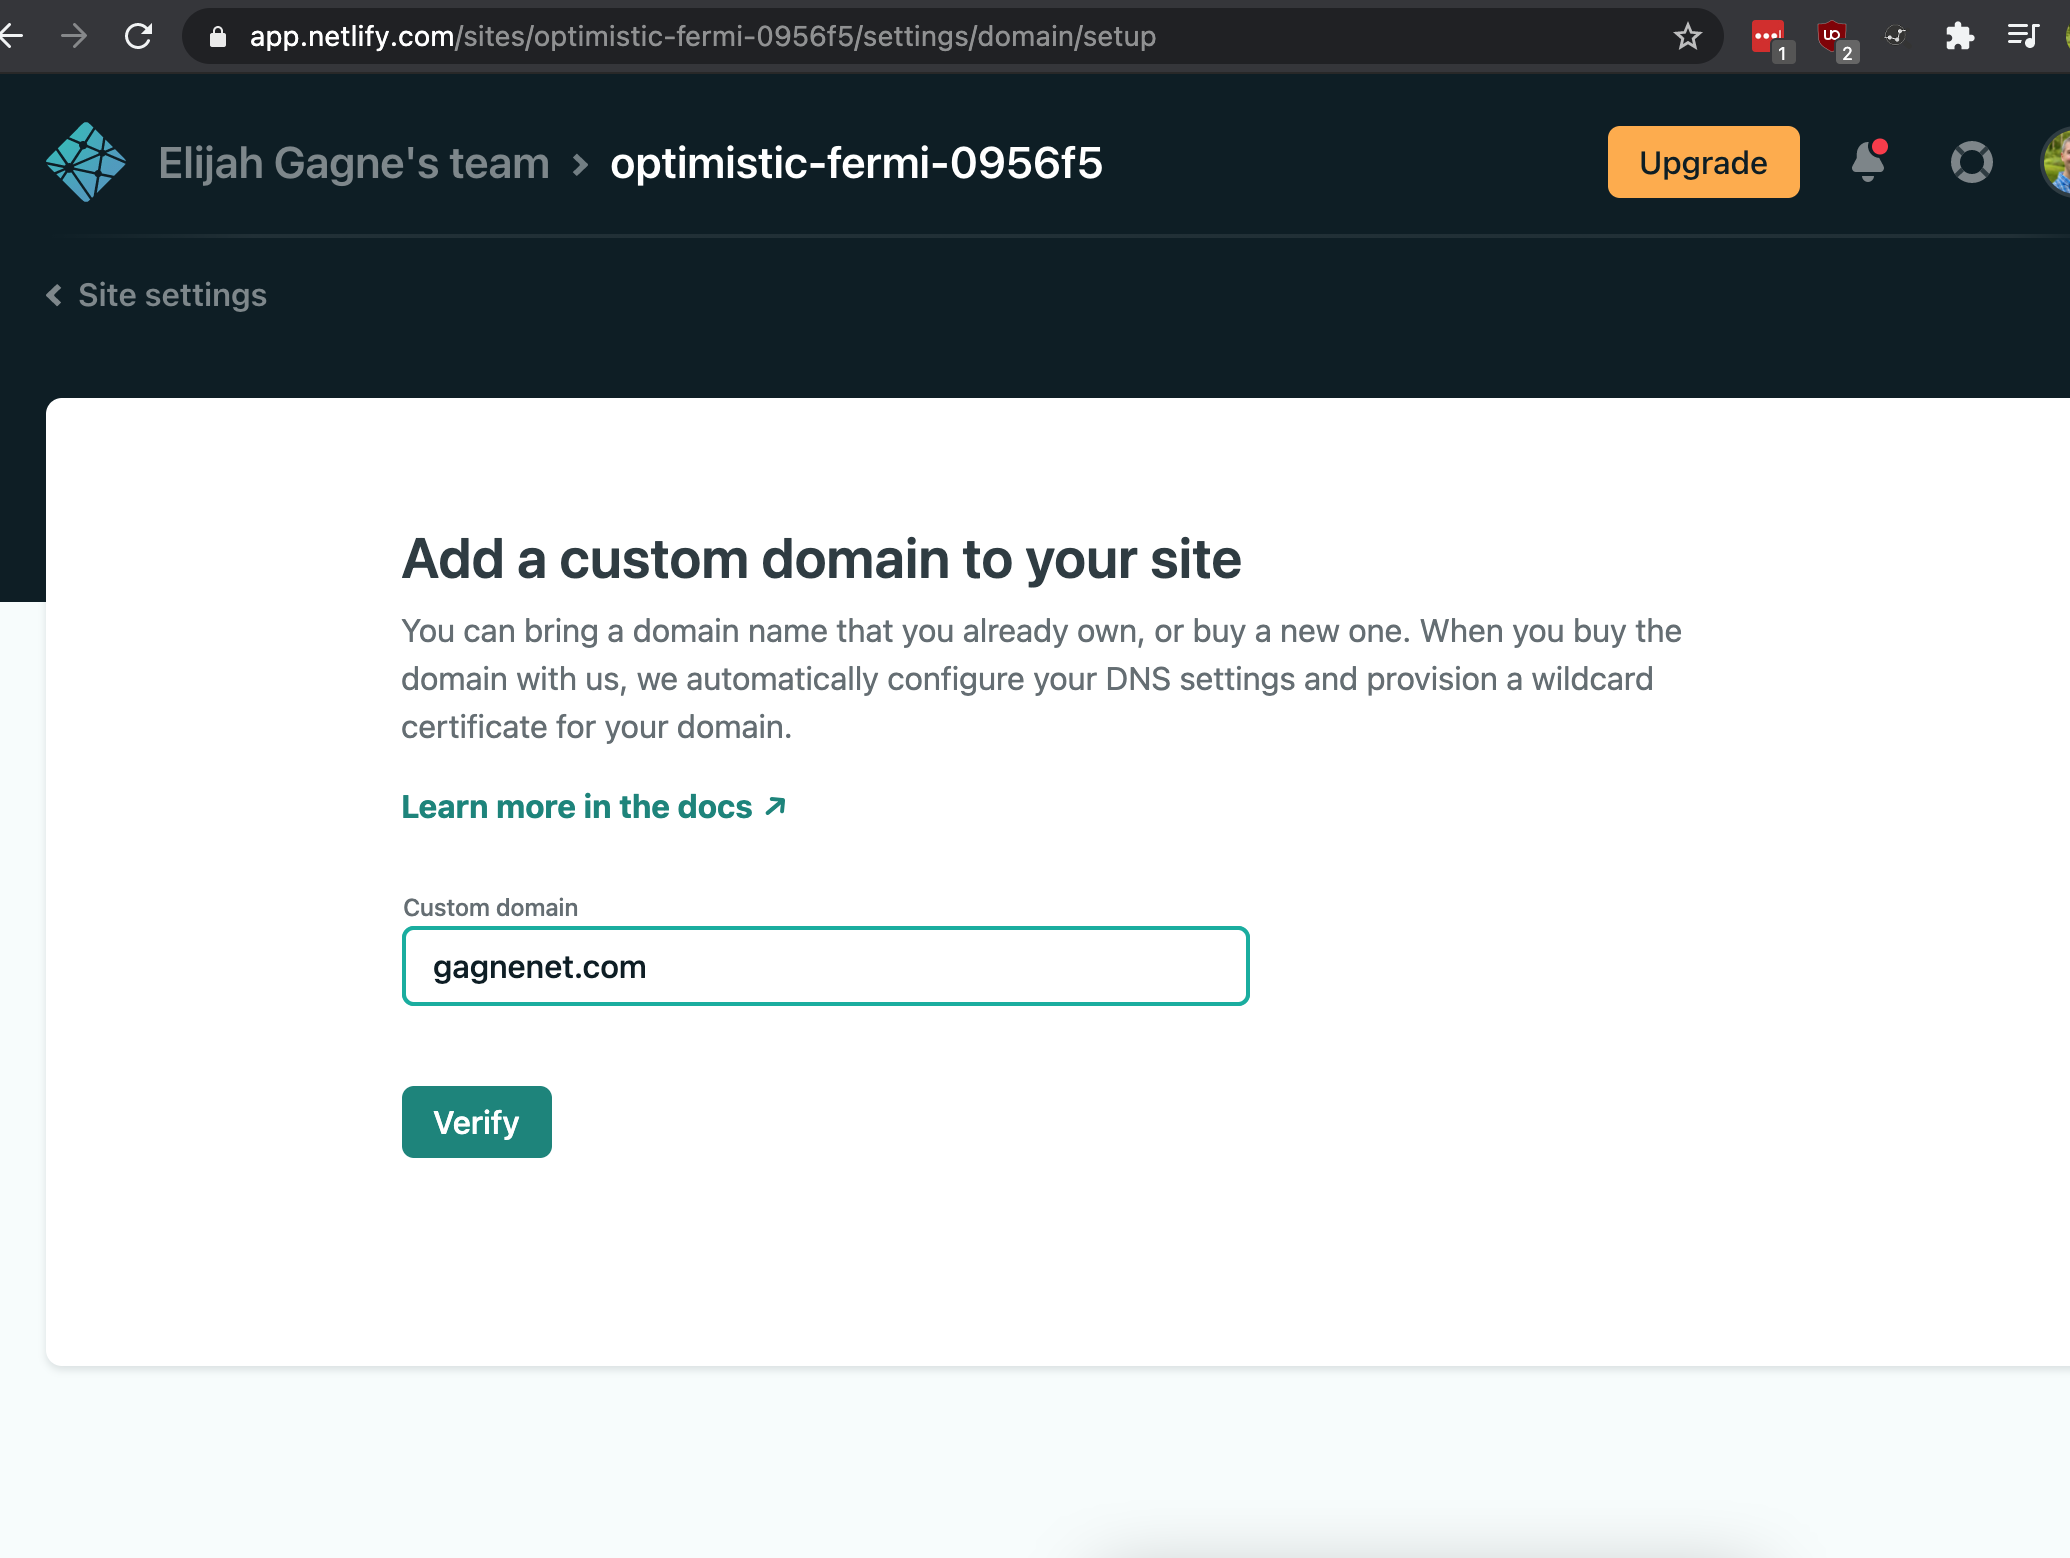 app.netlify.com/sites/optimistic-fermi-0956f5/settings/domain/setup
1
2
Elijah Gagne's team > optimistic-fermi-0956f5
Upgrade
Site settings
Add a custom domain to your site
You can bring a domain name that you already own, or buy a new one. When you buy the
domain with us, we automatically configure your DNS settings and provision a wildcard
certificate for your domain.
Learn more in the docs ↗
Custom domain
gagnenet.com
Verify